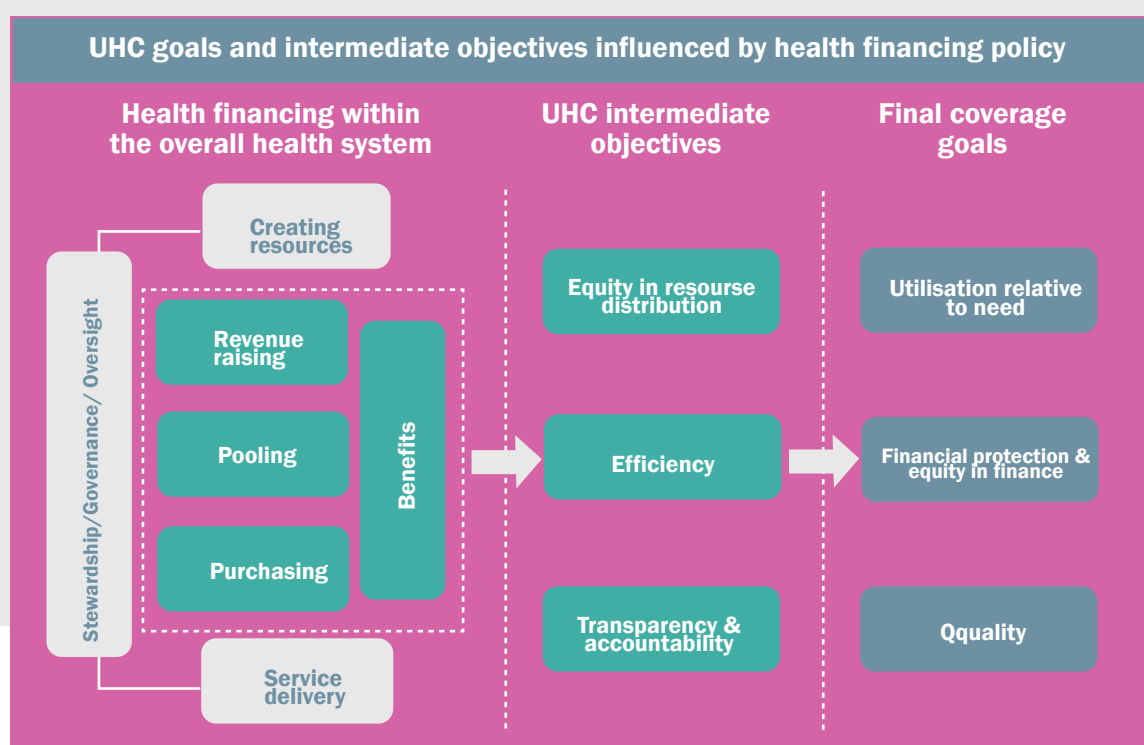 UHC goals and intermediate objectives influenced by health financing policy
Health financing within
the overall health system
UHC intermediate
objectives
Final coverage
goals
Stewardship/Governance/ Oversight
Creating
resources
Revenue
raising
Pooling
Purchasing
Benefits
Service
delivery
Equity in resourse
distribution
Efficiency
Transparency &
accountability
Utilisation relative
to need
Financial protection &
equity in finance
Qquality